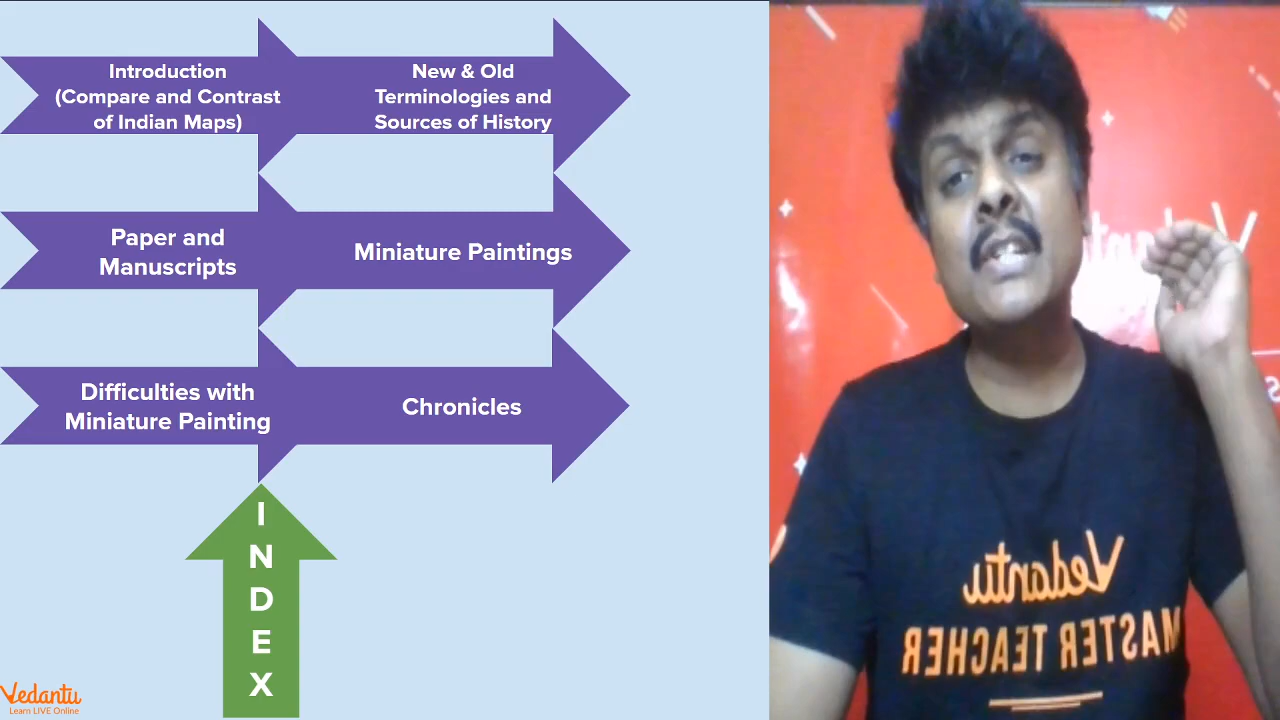 Introduction
(Compare and Contrast
of Indian Maps)
New & Old
Terminologies and
Sources of History
Paper and
Manuscripts
Miniature Paintings
Difficulties with
Miniature Painting
Chronicles
I
N
D
E
X
Vedantu
Learn LIVE Online
Vedantu
Vedantu
MASTER TEACHER